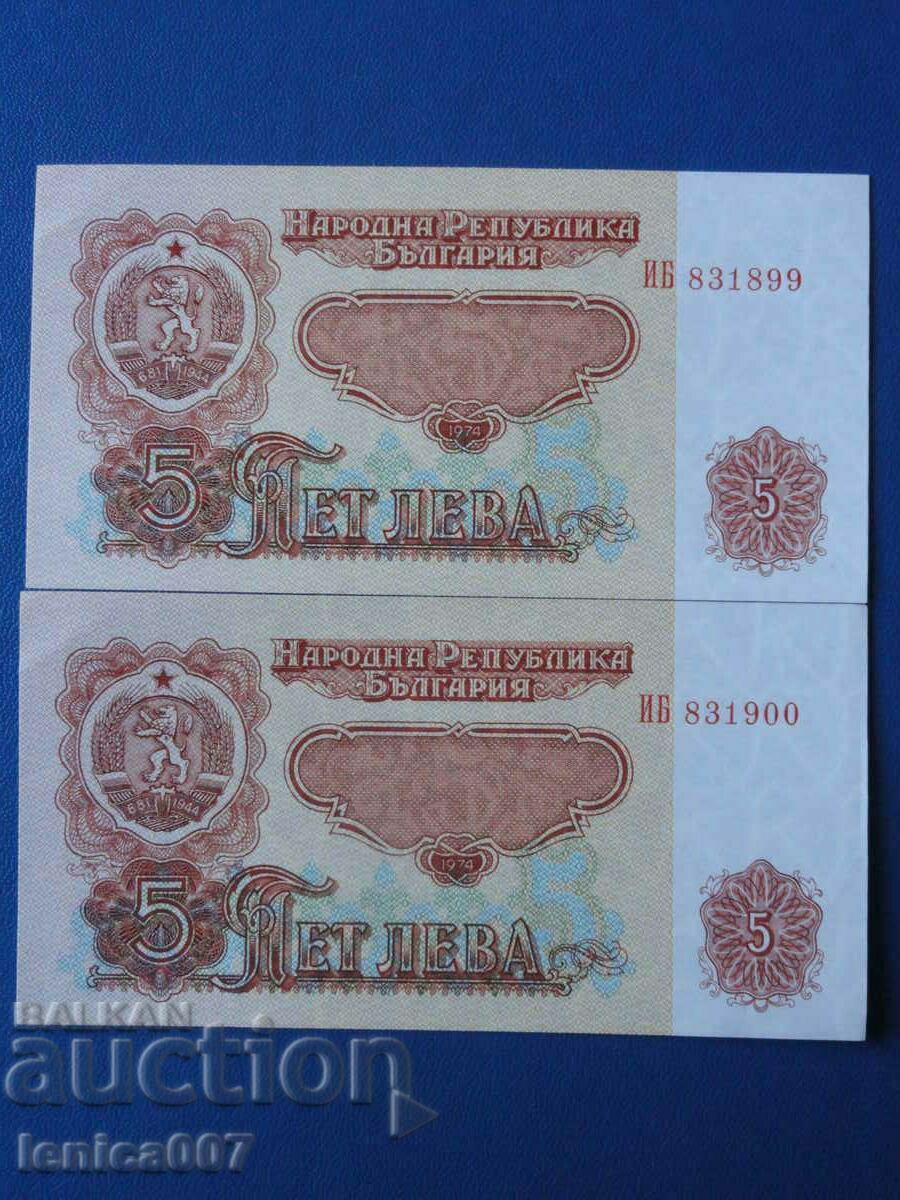 НАРОДНА РЕПУБЛИКА
БЪЛГАРИЯ
ИБ 831899
681 1944
1974
5 ПЕТ ЛЕВА
5
5
НАРОДНА РЕПУБЛИКА
БЪЛГАРИЯ
ИБ 831900
681 1944
1974
5 ПЕТ ЛЕВА
5
5
BALKAN
auction
lenica007